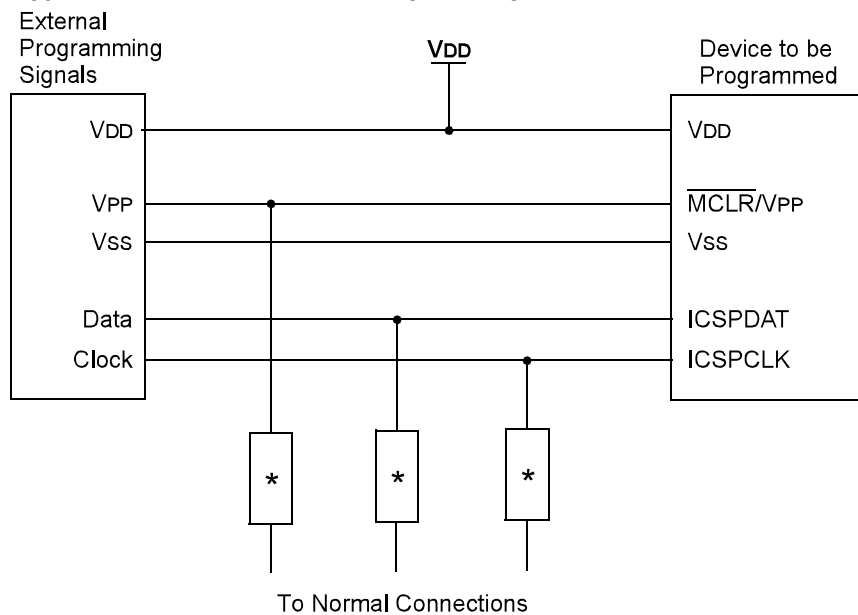 External
Programming
Signals
VDD
Device to be
Programmed
VDD
VDD
VPP
MCLR/VPP
VSS
VSS
Data
ICSPDAT
Clock
ICSPCLK
*
*
*
To Normal Connections